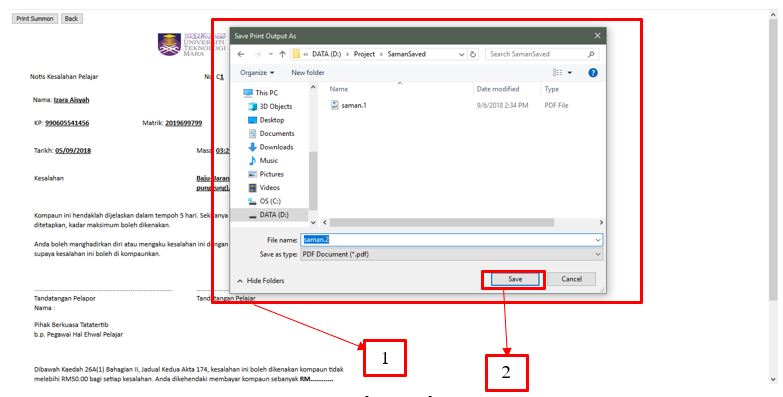 Print Summon Back
UNIVERSITI
TEKNOLOGI
MARA
Notis Kesalahan Pelajar No. C1
Nama: Izara Aisyah
KP: 990605541456 Matrik: 2019699799
Tarikh: 05/09/2018 Masa: 03:2
Kesalahan Baju
Kompaun ini hendaklah dijelaskan dalam tempoh 5 hari. Sekiranya
ditetapkan, kadar maksimum boleh dikenakan.
Anda boleh manghadirkan diri atau mengaku kesalahan ini dengan
supaya kesalahan ini boleh di kompaunkan.
Tandatangan Pelapor Tandatangan Pelajar
Nama :
Pihak Berkuasa Tatatertib
b.p. Pegawai Hal Ehwal Pelajar
Dibawah Kaedah 26A(1) Bahagian II, Jadual Kedua Akta 174, kesalahan ini boleh dikenakan kompaun tidak
melebihi RM50.00 bagi setiap kesalahan. Anda dikehendaki membayar kompaun sebanyak RM............
Save Print Output As
« DATA (D:) › Project › SamanSaved Search SamanSaved
Organize New folder
Name Date modified Type
This PC
3D Objects saman.1 9/6/2018 2:34 PM PDF File
Desktop
Documents
Downloads
Music
Pictures
Videos
OS (C:)
DATA (D:)
File name: saman.2
Save as type: PDF Document (*.pdf)
Hide Folders Save Cancel
1
2